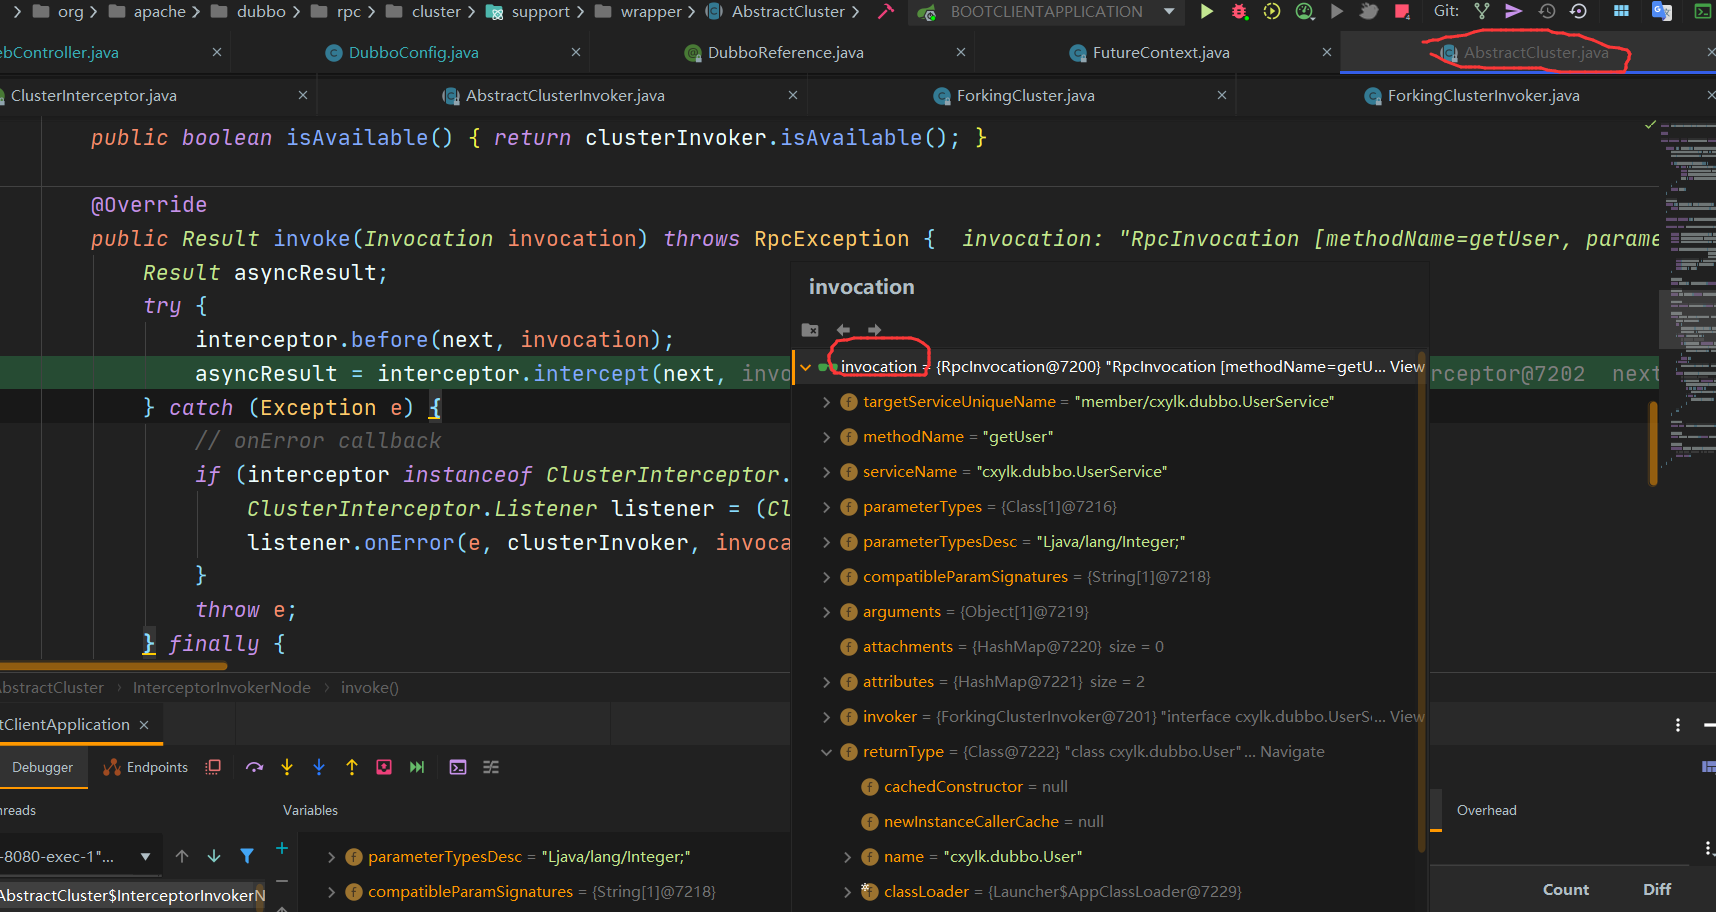 org apache dubbo rpc cluster support wrapper AbstractCluster BOOTCLIENTAPPLICATION Git:
ebController.java DubboConfig.java DubboReference.java FutureContext.java AbstractCluster.java
ClusterInterceptor.java AbstractClusterInvoker.java ForkingCluster.java ForkingClusterInvoker.java
public boolean isAvailable() { return clusterInvoker.isAvailable(); }
@Override
public Result invoke(Invocation invocation) throws RpcException { invocation: "RpcInvocation [methodName=getUser, parame
Result asyncResult;
try {
interceptor.before(next, invocation);
asyncResult = interceptor.intercept(next, invo
rceptor@7202 next
} catch (Exception e) {
// onError callback
if (interceptor instanceof ClusterInterceptor.
ClusterInterceptor.Listener listener = (Cl
listener.onError(e, clusterInvoker, invoca
}
throw e;
} finally {
invocation
invocation = {RpcInvocation@7200} "RpcInvocation [methodName=getU... View
targetServiceUniqueName = "member/cxylk.dubbo.UserService"
methodName = "getUser"
serviceName = "cxylk.dubbo.UserService"
parameterTypes = {Class[1]@7216}
parameterTypesDesc = "Ljava/lang/Integer;"
compatibleParamSignatures = {String[1]@7218}
arguments = {Object[1]@7219}
attachments = {HashMap@7220} size = 0
attributes = {HashMap@7221} size = 2
invoker = {ForkingClusterInvoker@7201} "interface cxylk.dubbo.UserS... View
returnType = {Class@7222} "class cxylk.dubbo.User" ... Navigate
cachedConstructor = null
newInstanceCallerCache = null
name = "cxylk.dubbo.User"
classLoader = {Launcher$AppClassLoader@7229}
AbstractCluster InterceptorInvokerNode invoke()
tClientApplication
Debugger Endpoints
reads Variables
-8080-exec-1"...
AbstractCluster$InterceptorInvokerN
parameterTypesDesc = "Ljava/lang/Integer;"
compatibleParamSignatures = {String[1]@7218}
Overhead
Count Diff